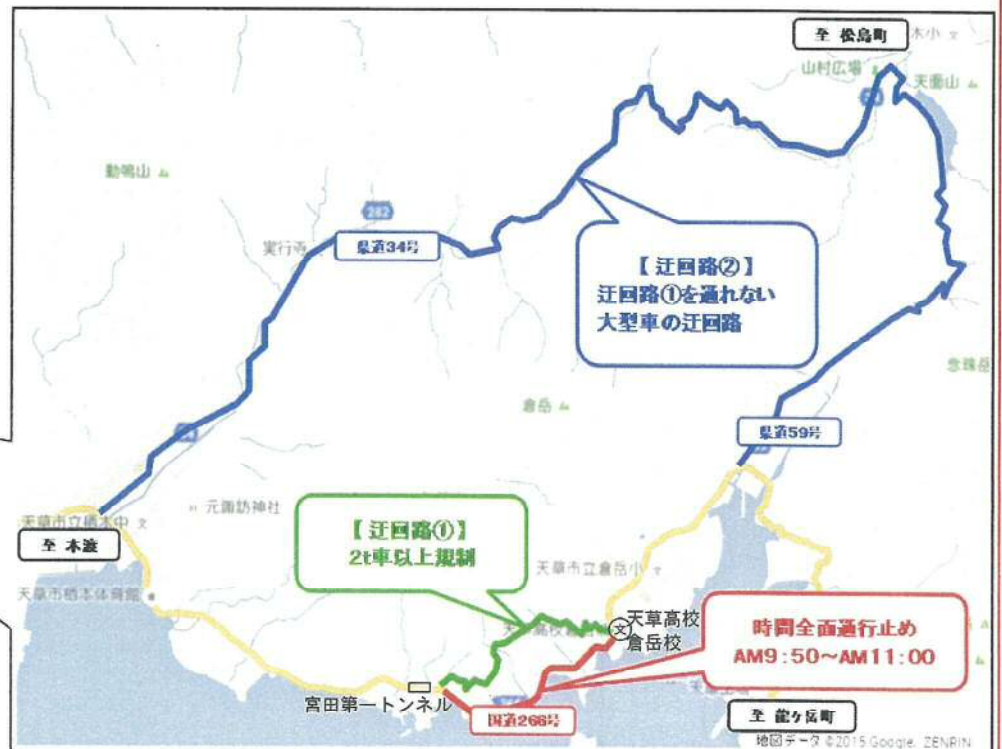 至 松島町
木小
山村広場
天面山
動鳴山
282
県道34号
実行寺
【迂回路②】
迂回路①を通れない
大型車の迂回路
念珠岳
倉岳
県道59号
元諏訪神社
天草市立栖本中
至 本渡
【迂回路①】
2t車以上規制
天草市立倉岳小
天草市栖本体育館
天草高校
倉岳校
時間全面通行止め
AM9:50~AM11:00
宮田第一トンネル
国道266号
至 龍ヶ岳町
地図データ ©2015 Google, ZENRIN